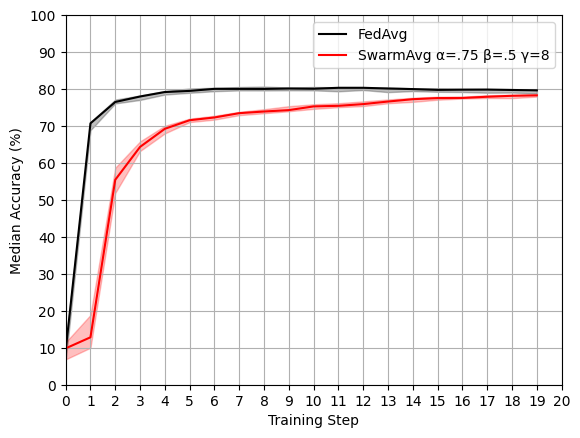 FedAvg
SwarmAvg α=.75 β=.5 γ=8
100
90
80
70
60
50
40
30
20
10
0
Median Accuracy (%)
0 1 2 3 4 5 6 7 8 9 10 11 12 13 14 15 16 17 18 19 20
Training Step